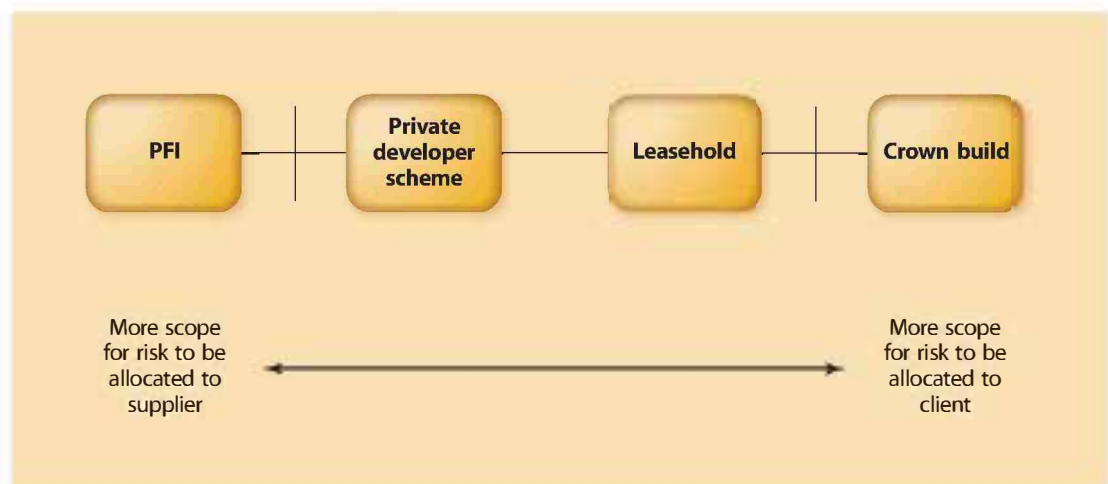 PFI
Private
developer
scheme
Leasehold
Crown build
More scope
for risk to be
allocated to
supplier
More scope
for risk to be
allocated to
client